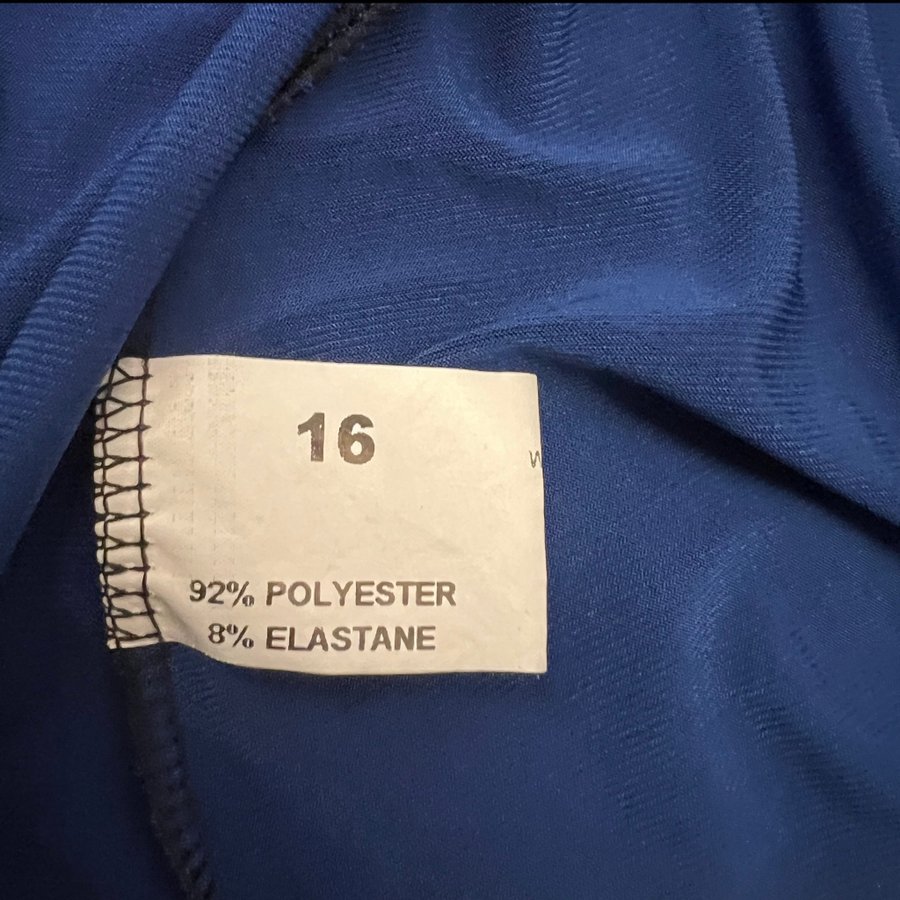 16
92% POLYESTER
8% ELASTANE